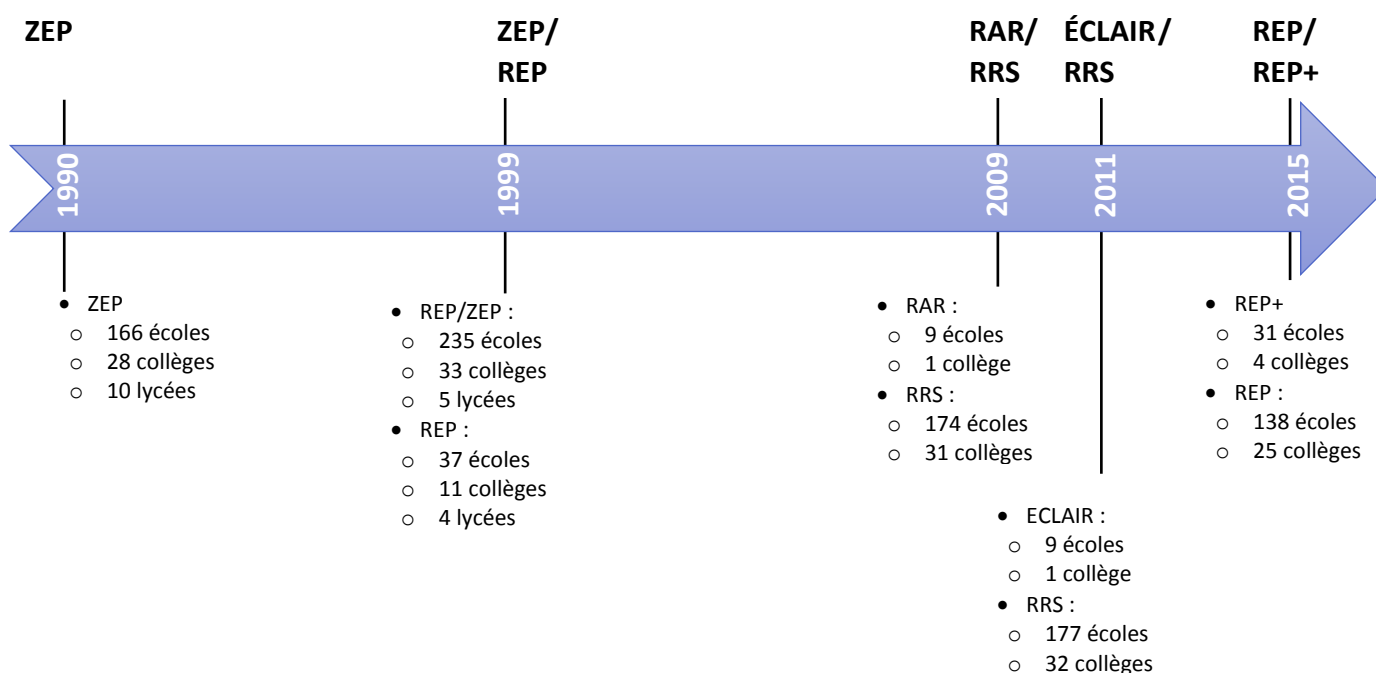 ZEP
ZEP/
REP
RAR/
RRS
ÉCLAIR/
RRS
REP/
REP+
1990
1999
2009
2011
2015
• ZEP
o 166 écoles
o 28 collèges
o 10 lycées
• REP/ZEP :
o 235 écoles
o 33 collèges
o 5 lycées
• REP :
o 37 écoles
o 11 collèges
o 4 lycées
• RAR :
o 9 écoles
o 1 collège
• RRS :
o 174 écoles
o 31 collèges
• ECLAIR :
o 9 écoles
o 1 collège
• RRS :
o 177 écoles
o 32 collèges
• REP+
o 31 écoles
o 4 collèges
• REP :
o 138 écoles
o 25 collèges